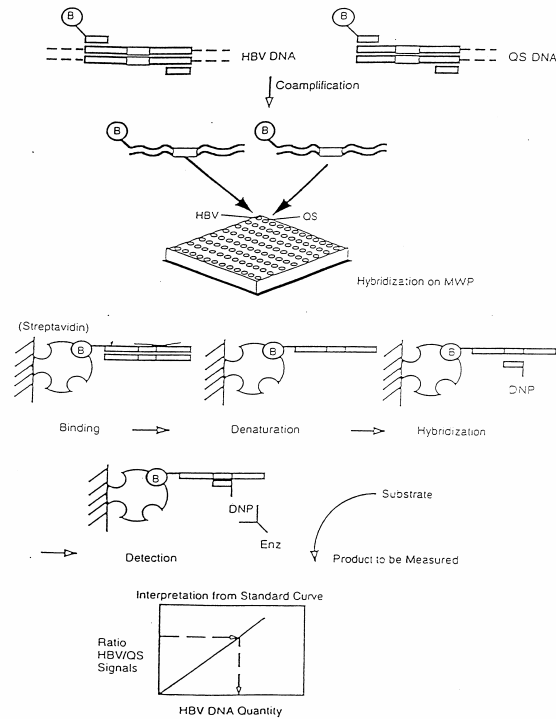 B
B
HBV DNA
QS DNA
Coamplification
B
B
HBV
QS
Hybridization on MWP
(Streptavidin)
B
B
B
DNP
Binding
Denaturation
Hybridization
B
DNP
Enz
Substrate
Detection
Product to be Measured
Interpretation from Standard Curve
Ratio
HBV/QS
Signals
HBV DNA Quantity